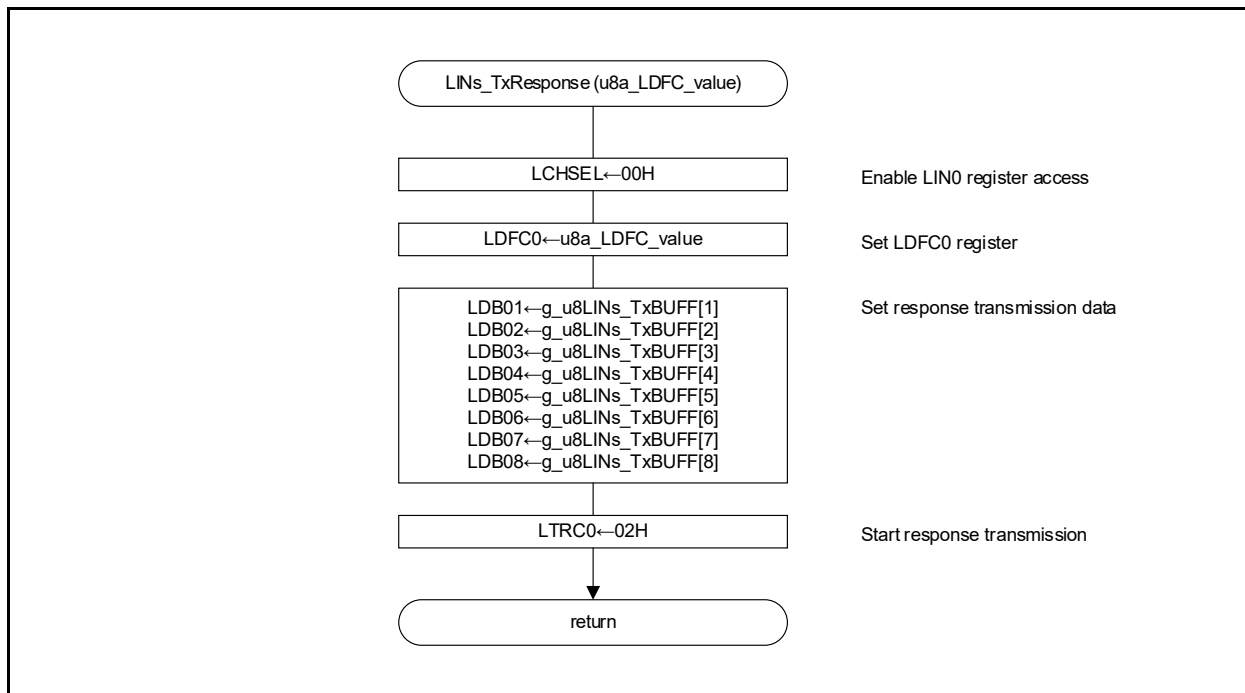 LINs_TxResponse (u8a_LDFC_value)
LCHSEL←00H
Enable LIN0 register access
LDFC0←u8a_LDFC_value
Set LDFC0 register
LDB01←g_u8LINs_TxBUFF[1]
Set response transmission data
LDB02←g_u8LINs_TxBUFF[2]
LDB03←g_u8LINs_TxBUFF[3]
LDB04←g_u8LINs_TxBUFF[4]
LDB05←g_u8LINs_TxBUFF[5]
LDB06←g_u8LINs_TxBUFF[6]
LDB07←g_u8LINs_TxBUFF[7]
LDB08←g_u8LINs_TxBUFF[8]
LTRC0←02H
Start response transmission
return